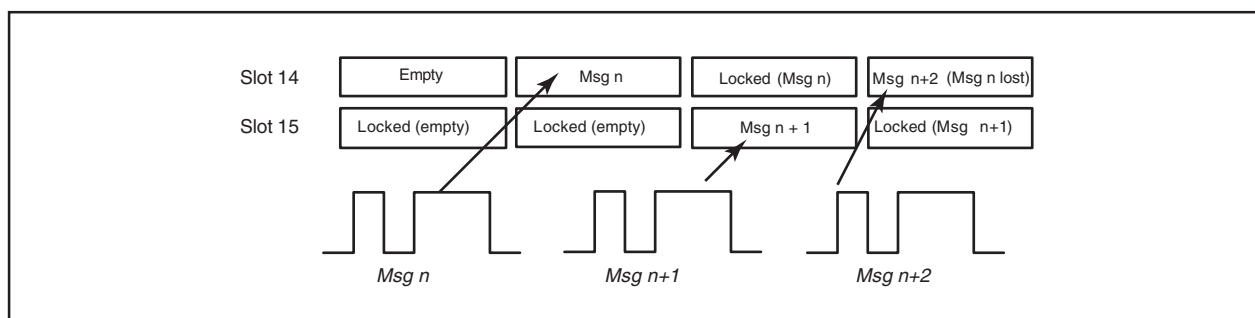 Slot 14 Empty Msg n Locked (Msg n) Msg n+2 (Msg n lost)
Slot 15 Locked (empty) Locked (empty) Msg n + 1 Locked (Msg n+1)
Msg n Msg n+1 Msg n+2